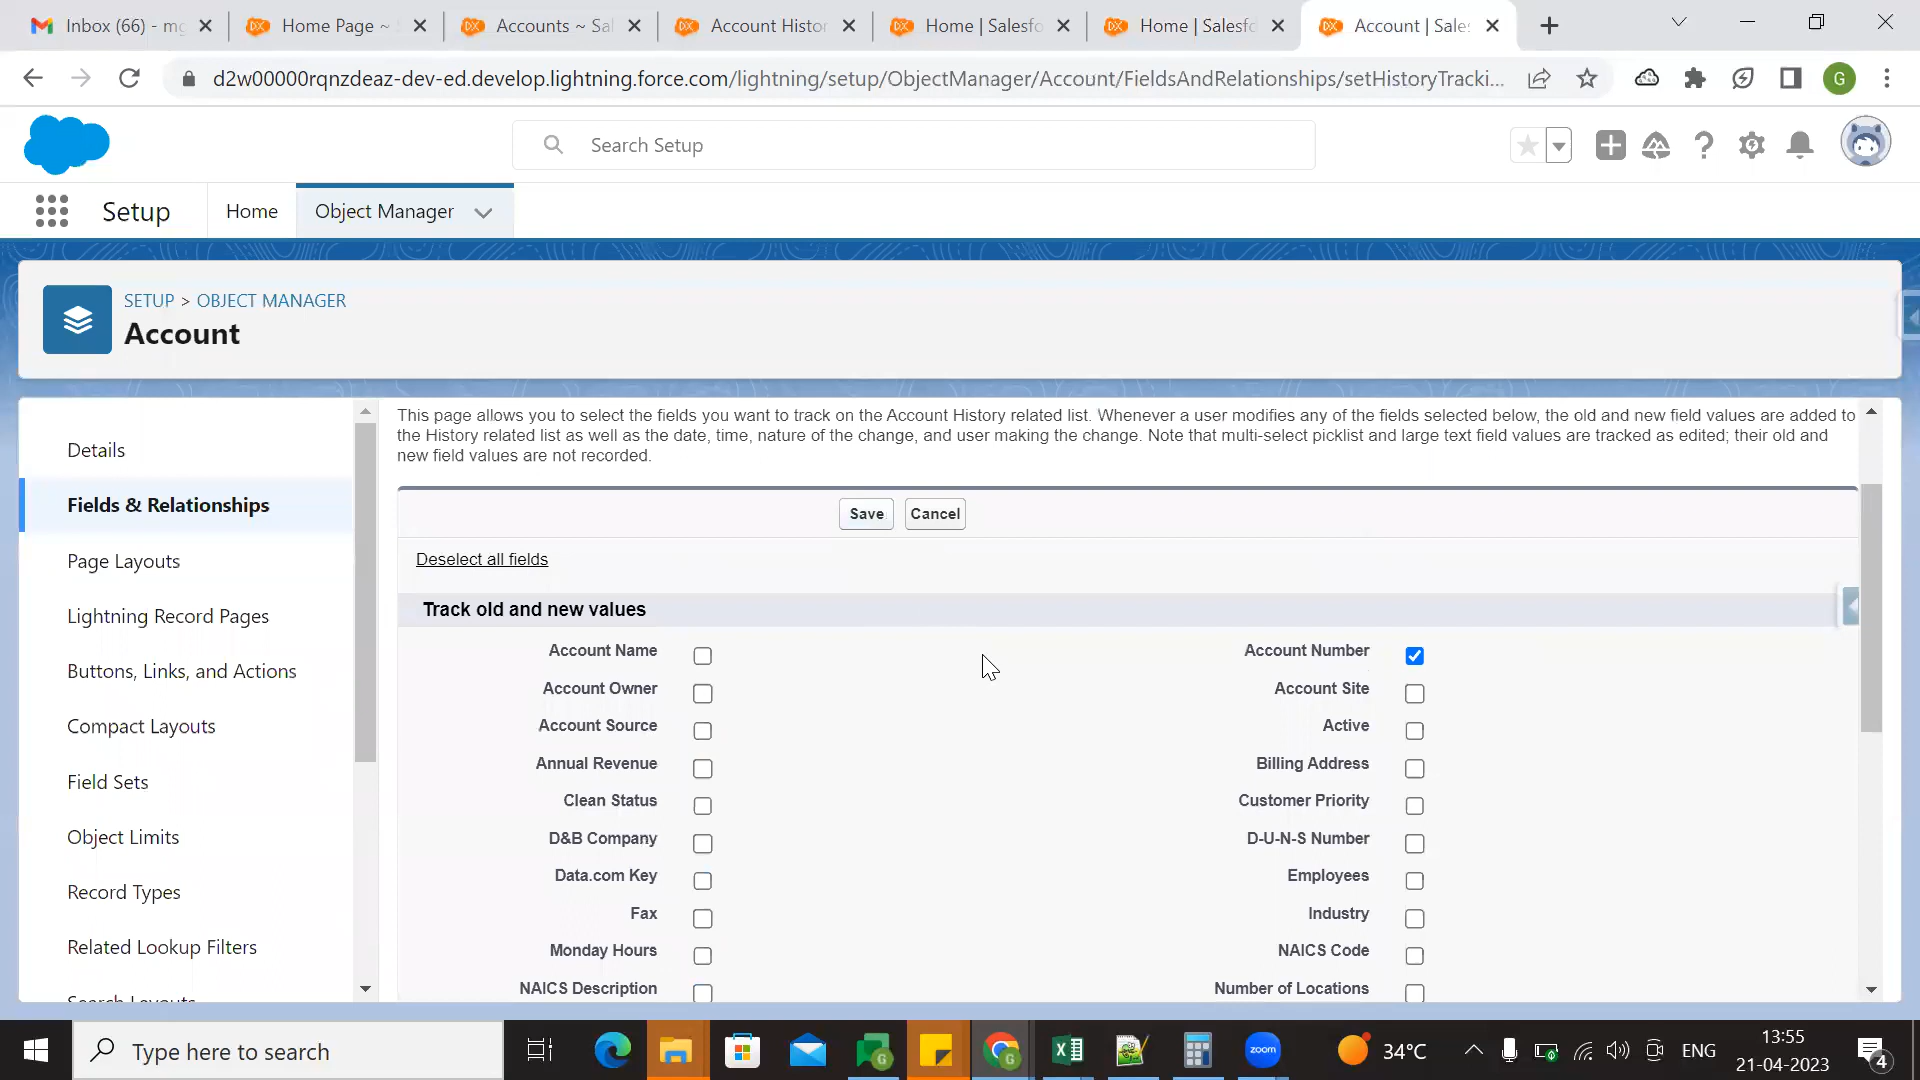 Inbox (66) - mg
Home Page ~ S
Accounts ~ Sal
Account Histor
Home | Salesfo
Home | Salesfo
Account | Sales
d2w00000rqnzdeaz-dev-ed.develop.lightning.force.com/lightning/setup/ObjectManager/Account/FieldsAndRelationships/setHistoryTracki...
G
Search Setup
Setup
Home
Object Manager
SETUP > OBJECT MANAGER
Account
Details
Fields & Relationships
Page Layouts
Lightning Record Pages
Buttons, Links, and Actions
Compact Layouts
Field Sets
Object Limits
Record Types
Related Lookup Filters
Search Layouts
This page allows you to select the fields you want to track on the Account History related list. Whenever a user modifies any of the fields selected below, the old and new field values are added to
the History related list as well as the date, time, nature of the change, and user making the change. Note that multi-select picklist and large text field values are tracked as edited; their old and
new field values are not recorded.
Save Cancel
Deselect all fields
Track old and new values
Account Name Account Number
Account Owner Account Site
Account Source Active
Annual Revenue Billing Address
Clean Status Customer Priority
D&B Company D-U-N-S Number
Data.com Key Employees
Fax Industry
Monday Hours NAICS Code
NAICS Description Number of Locations
Type here to search
zoom
34°C
ENG
13:55
21-04-2023
4